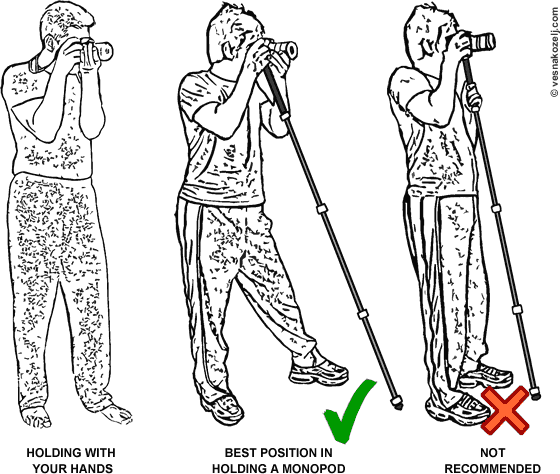 © vesnakozelj.com
HOLDING WITH
YOUR HANDS
BEST POSITION IN
HOLDING A MONOPOD
NOT
RECOMMENDED